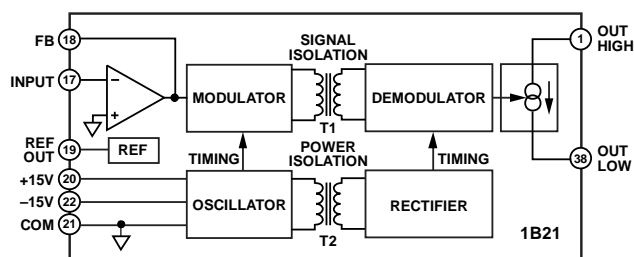 FB 18
SIGNAL
ISOLATION
1 OUT
HIGH
INPUT 17
−
+
MODULATOR
T1
DEMODULATOR
REF
OUT 19
REF
TIMING
POWER
ISOLATION
TIMING
38 OUT
LOW
+15V 20
–15V 22
COM 21
OSCILLATOR
T2
RECTIFIER
1B21